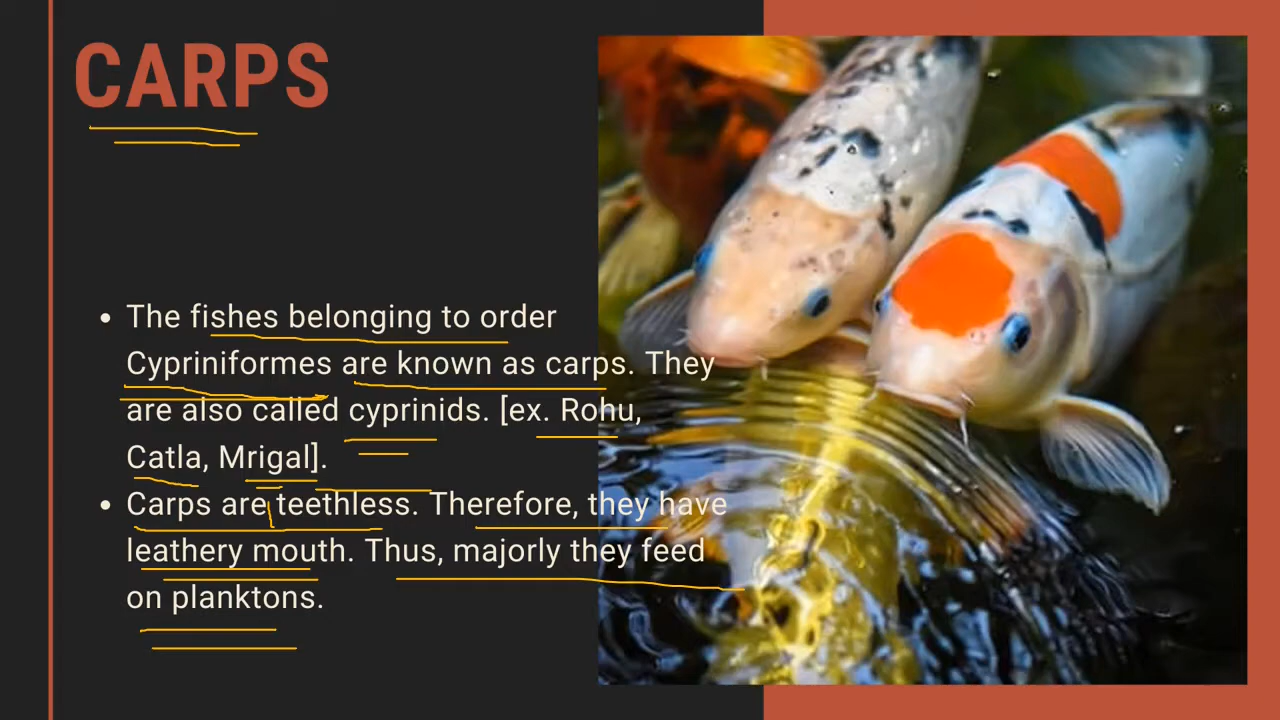 CARPS
The fishes belonging to order
Cypriniformes are known as carps. They
are also called cyprinids. [ex. Rohu,
Catla, Mrigal].
Carps are teethless. Therefore, they have
leathery mouth. Thus, majorly they feed
on planktons.